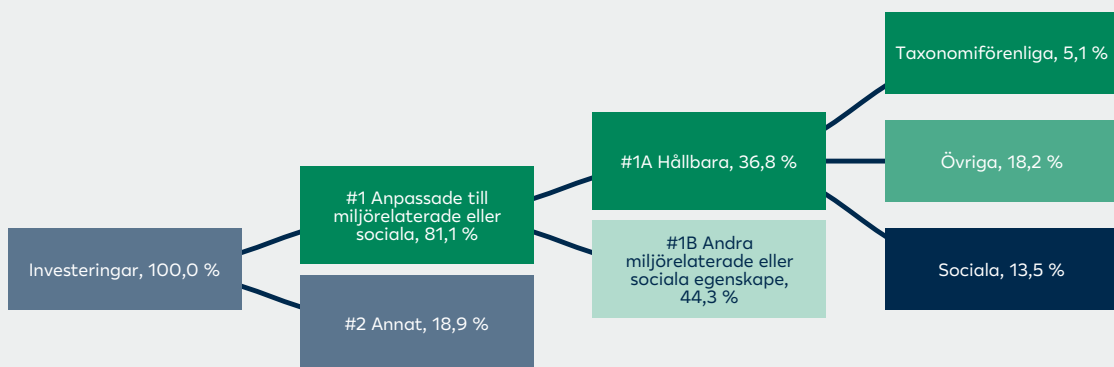 Investeringar, 100,0 %
#1 Anpassade till
miljörelaterade eller
sociala, 81,1 %
#2 Annat, 18,9 %
#1A Hållbara, 36,8 %
#1B Andra
miljörelaterade eller
sociala egenskape,
44,3 %
Taxonomiförenliga, 5,1 %
Övriga, 18,2 %
Sociala, 13,5 %